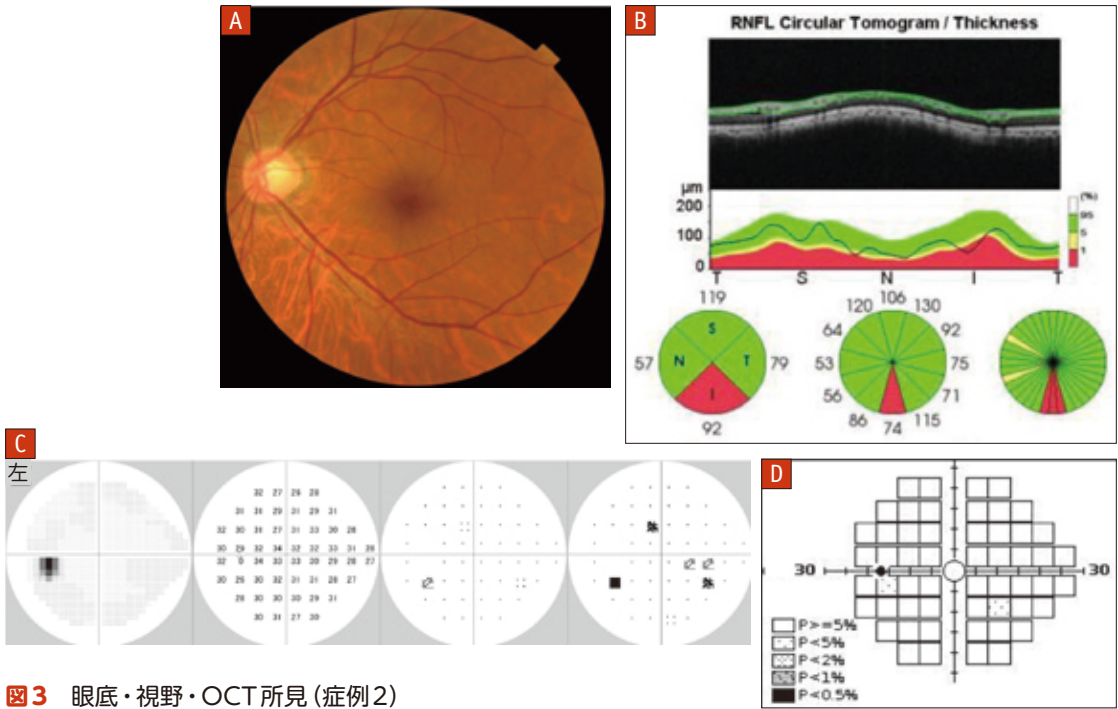 A
B
RNFL Circular Tomogram / Thickness
μm
200
100
0
T S N I T
(%)
95
5
1
119
S
57 N T 79
I
92
106
120 130
64 92
53 75
56 71
86 115
74
C
左
32 27 29 28
31 31 29 31 29 31
32 30 31 27 31 33 30 28
30 29 32 34 32 32 33 31 28
32 0 34 33 33 30 29 28 27
30 26 30 32 31 31 28 27
28 30 30 30 29 31
30 31 27 30
D
30 30
P>=5%
P<5%
P<2%
P<1%
P<0.5%
図3 眼底・視野・OCT所見（症例2）